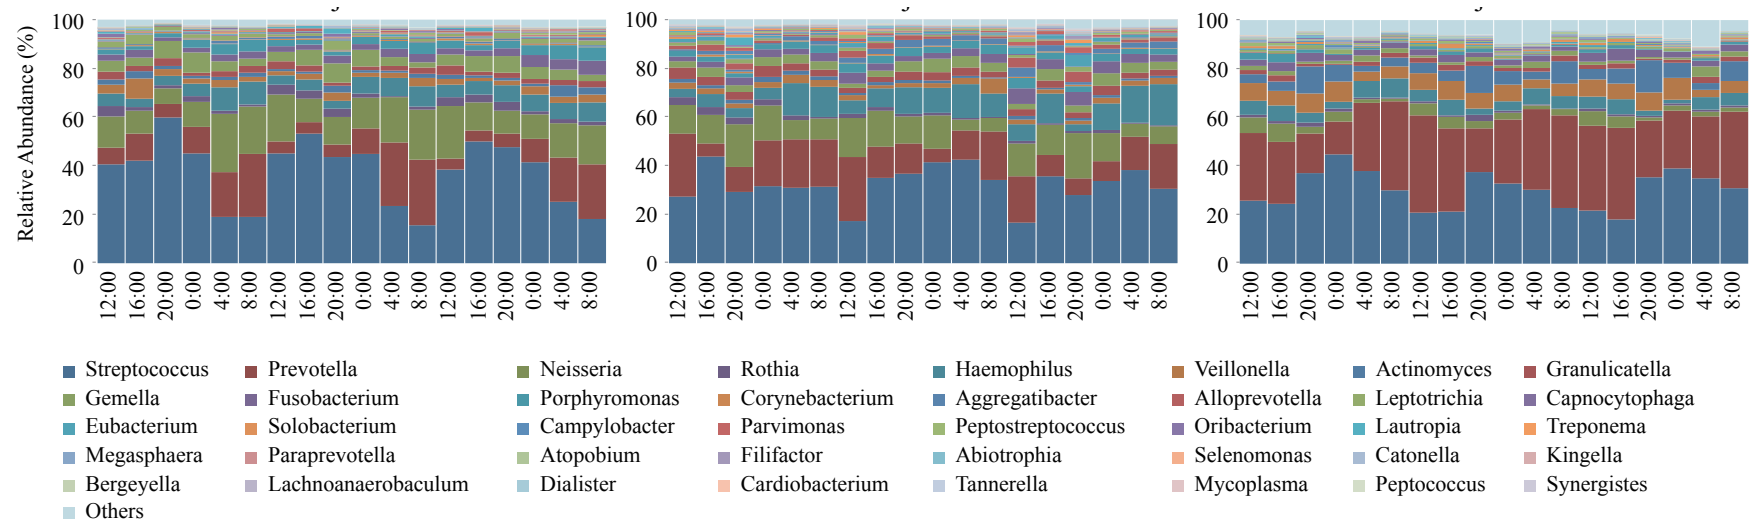 Relative Abundance (%)
100
80
60
40
20
0
12:00 16:00 20:00 0:00 4:00 8:00 12:00 16:00 20:00 0:00 4:00 8:00 12:00 16:00 20:00 0:00 4:00 8:00
100
80
60
40
20
0
12:00 16:00 20:00 0:00 4:00 8:00 12:00 16:00 20:00 0:00 4:00 8:00 12:00 16:00 20:00 0:00 4:00 8:00
100
80
60
40
20
0
12:00 16:00 20:00 0:00 4:00 8:00 12:00 16:00 20:00 0:00 4:00 8:00 12:00 16:00 20:00 0:00 4:00 8:00
Streptococcus Prevotella Neisseria Rothia Haemophilus Veillonella Actinomyces Granulicatella
Gemella Fusobacterium Porphyromonas Corynebacterium Aggregatibacter Alloprevotella Leptotrichia Capnocytophaga
Eubacterium Solobacterium Campylobacter Parvimonas Peptostreptococcus Oribacterium Lautropia Treponema
Megasphaera Paraprevotella Atopobium Filifactor Abiotrophia Selenomonas Catonella Kingella
Bergeyella Lachnoanaerobaculum Dialister Cardiobacterium Tannerella Mycoplasma Peptococcus Synergistes
Others